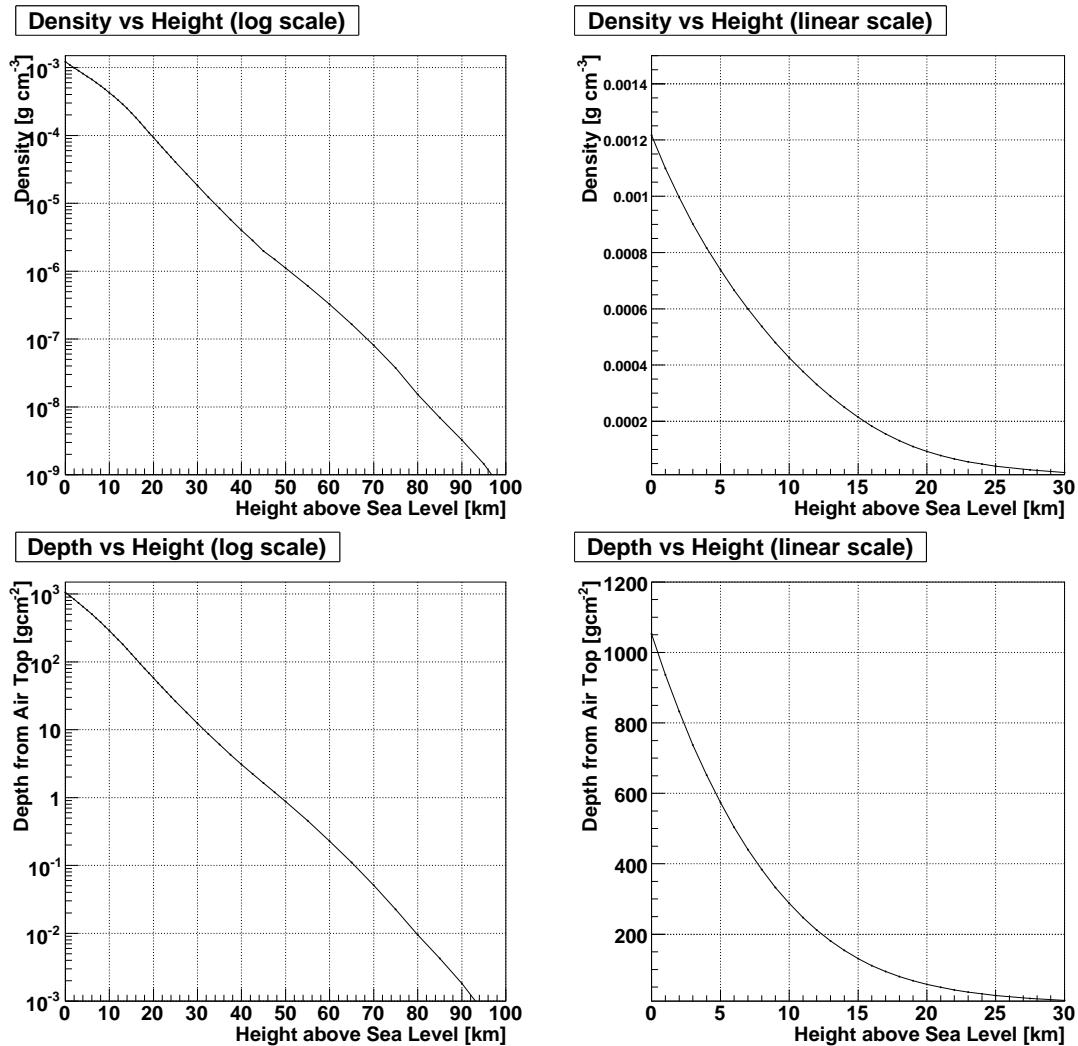 Density vs Height (log scale)
Density [g cm-3]
10-3
10-4
10-5
10-6
10-7
10-8
10-9
0 10 20 30 40 50 60 70 80 90 100
Height above Sea Level [km]
Density vs Height (linear scale)
Density [g cm-3]
0.0014
0.0012
0.001
0.0008
0.0006
0.0004
0.0002
0 5 10 15 20 25 30
Height above Sea Level [km]
Depth vs Height (log scale)
Depth from Air Top [gcm-2]
103
102
10
1
10-1
10-2
10-3
0 10 20 30 40 50 60 70 80 90 100
Height above Sea Level [km]
Depth vs Height (linear scale)
Depth from Air Top [gcm-2]
1200
1000
800
600
400
200
0 5 10 15 20 25 30
Height above Sea Level [km]